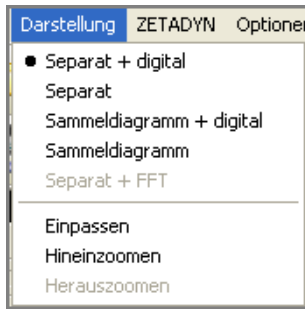 Darstellung ZETADYN Optionen
Separat + digital
Separat
Sammeldiagramm + digital
Sammeldiagramm
Separat + FFT
Einpassen
Hineinzoomen
Herauszoomen